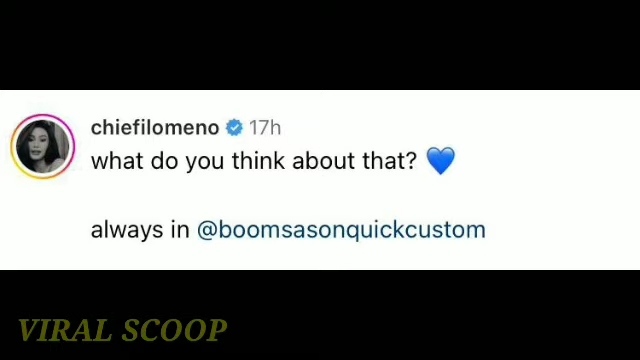 chiefilomeno 17h
what do you think about that? 💙
always in @boomsasonquickcustom
VIRAL SCOOP